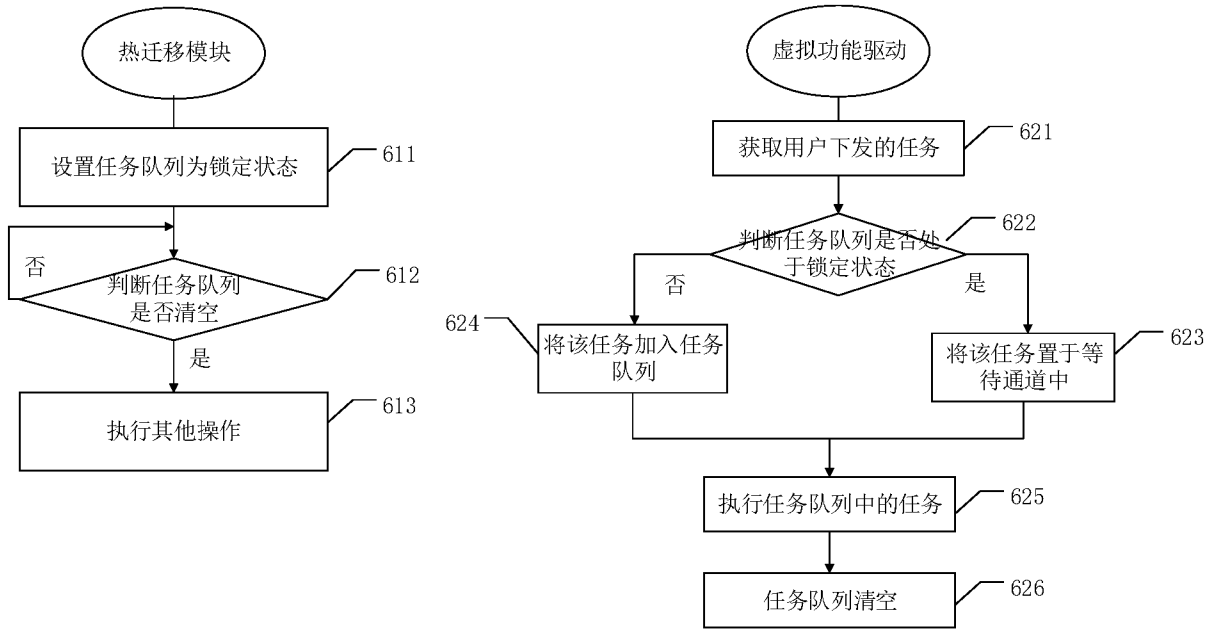 热迁移模块
设置任务队列为锁定状态
611
否
判断任务队列
是否清空
612
是
执行其他操作
613
虚拟功能驱动
获取用户下发的任务
621
判断任务队列是否处
于锁定状态
622
否
是
624
将该任务加入任务
队列
将该任务置于等
待通道中
623
执行任务队列中的任务
625
任务队列清空
626